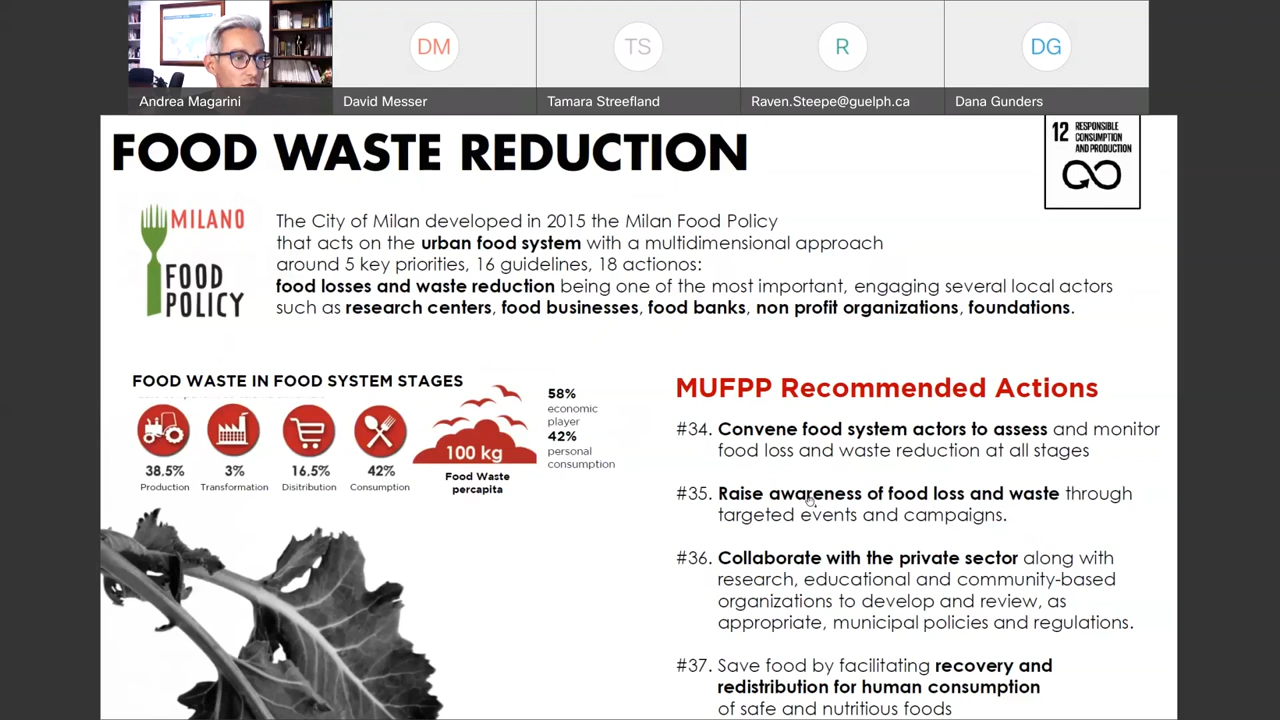 DM
TS
R
DG
Andrea Magarini
David Messer
Tamara Streefland
Raven.Steepe@guelph.ca
Dana Gunders
FOOD WASTE REDUCTION
12 RESPONSIBLE
CONSUMPTION
AND PRODUCTION
MILANO
FOOD
POLICY
The City of Milan developed in 2015 the Milan Food Policy
that acts on the urban food system with a multidimensional approach
around 5 key priorities, 16 guidelines, 18 actionos:
food losses and waste reduction being one of the most important, engaging several local actors
such as research centers, food businesses, food banks, non profit organizations, foundations.
FOOD WASTE IN FOOD SYSTEM STAGES
38.5%
Production
3%
Transformation
16.5%
Disitribution
42%
Consumption
100 kg
Food Waste
percapita
58%
economic
player
42%
personal
consumption
MUFPP Recommended Actions
#34. Convene food system actors to assess and monitor
food loss and waste reduction at all stages
#35. Raise awareness of food loss and waste through
targeted events and campaigns.
#36. Collaborate with the private sector along with
research, educational and community-based
organizations to develop and review, as
appropriate, municipal policies and regulations.
#37. Save food by facilitating recovery and
redistribution for human consumption
of safe and nutritious foods